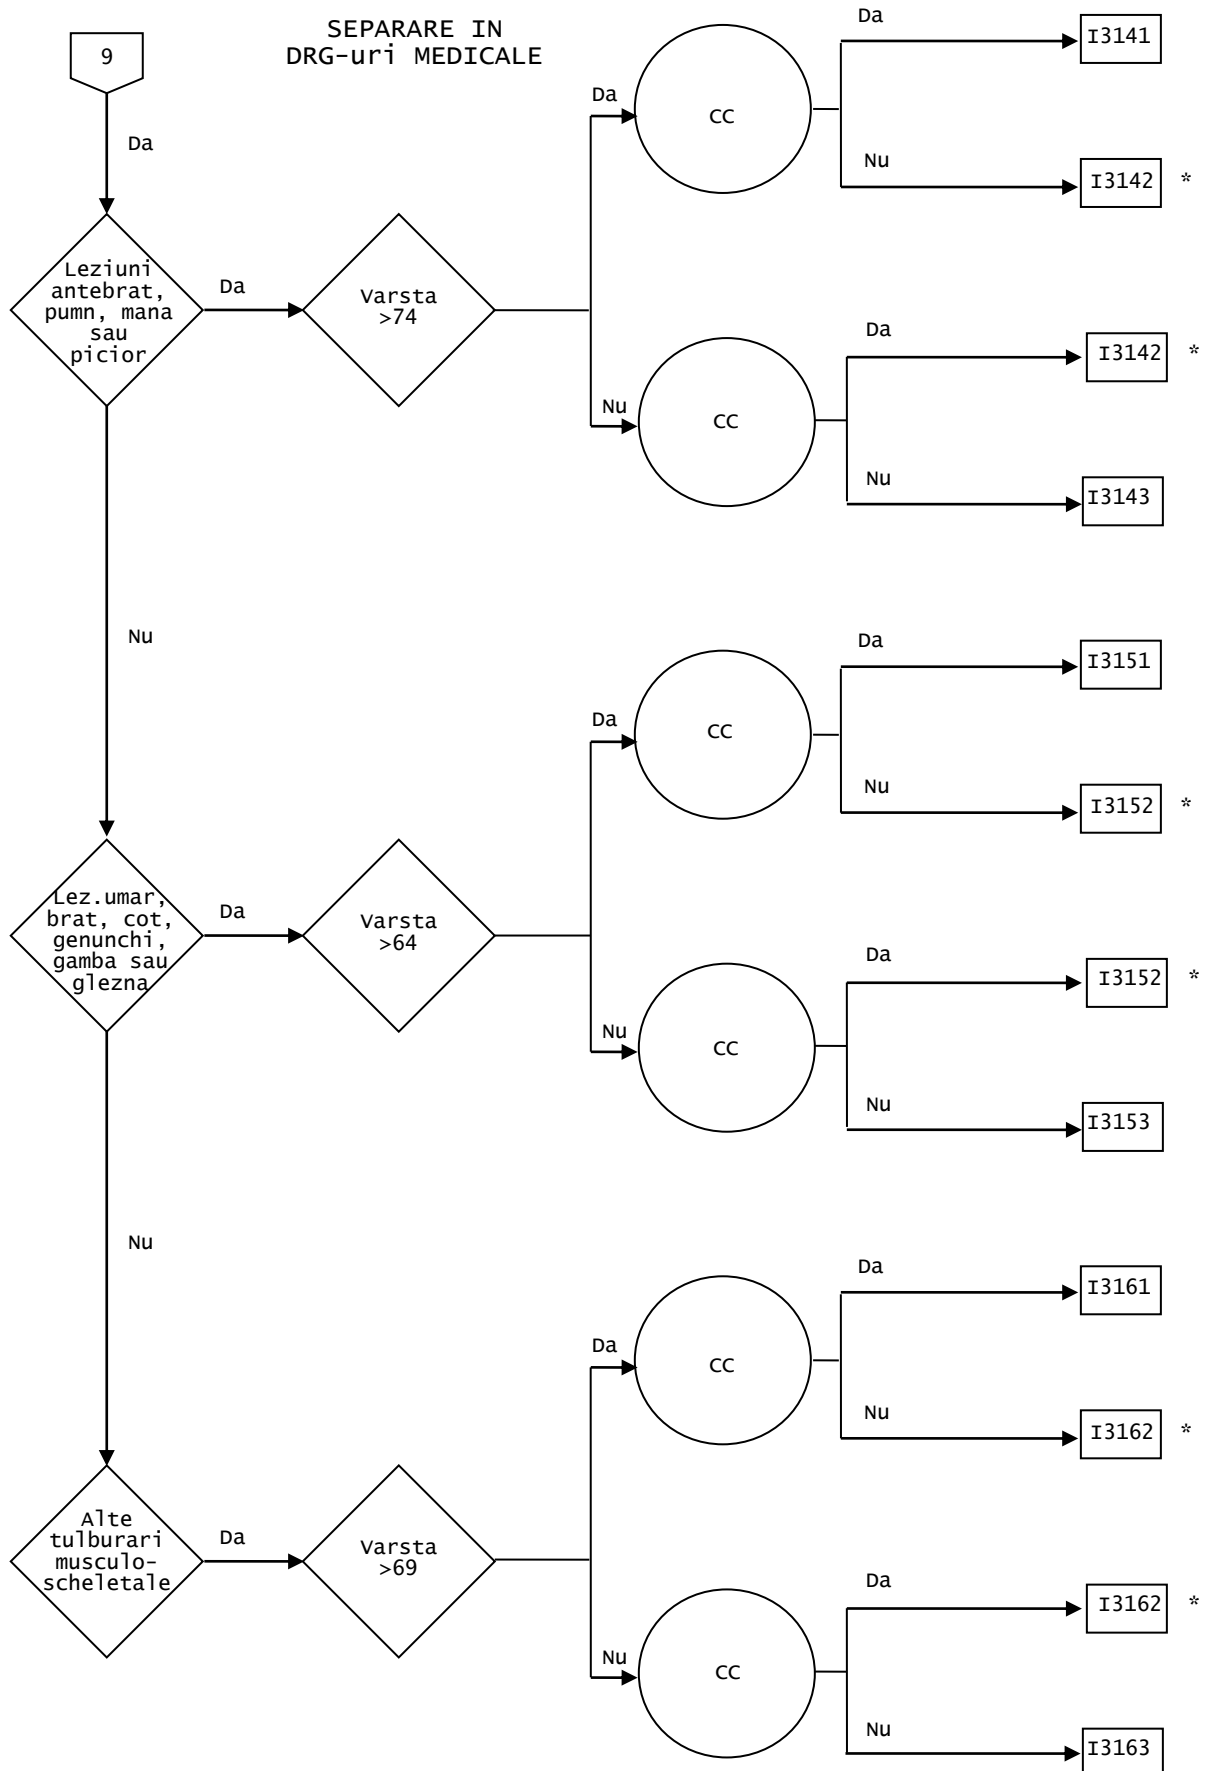 9
SEPARARE IN
DRG-uri MEDICALE
Da
Leziuni
antebrat,
pumn, mana
sau
picior
Da
Varsta
>74
Da
CC
Da
I3141
Nu
I3142 *
Nu
CC
Da
I3142 *
Nu
I3143
Nu
Lez.umar,
brat, cot,
genunchi,
gamba sau
glezna
Da
Varsta
>64
Da
CC
Da
I3151
Nu
I3152 *
Nu
CC
Da
I3152 *
Nu
I3153
Nu
Alte
tulburari
musculo-
scheletale
Da
Varsta
>69
Da
CC
Da
I3161
Nu
I3162 *
Nu
CC
Da
I3162 *
Nu
I3163